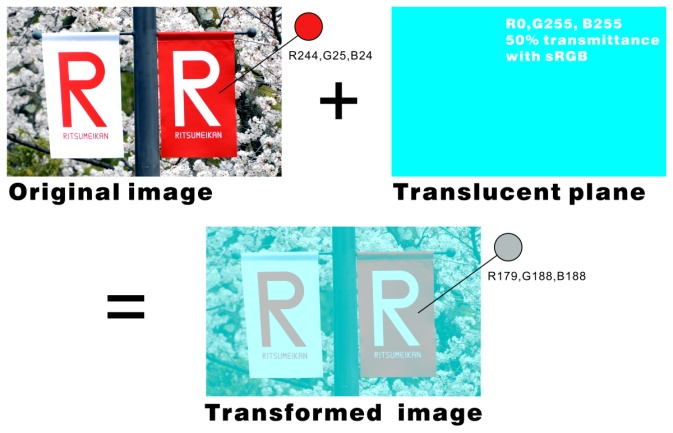 R
RITSUMEIKAN
R
RITSUMEIKAN
R244,G25,B24
+
R0,G255, B255
50% transmittance
with sRGB
Original image
Translucent plane
=
R
RITSUMEIKAN
R
RITSUMEIKAN
R179,G188,B188
Transformed image